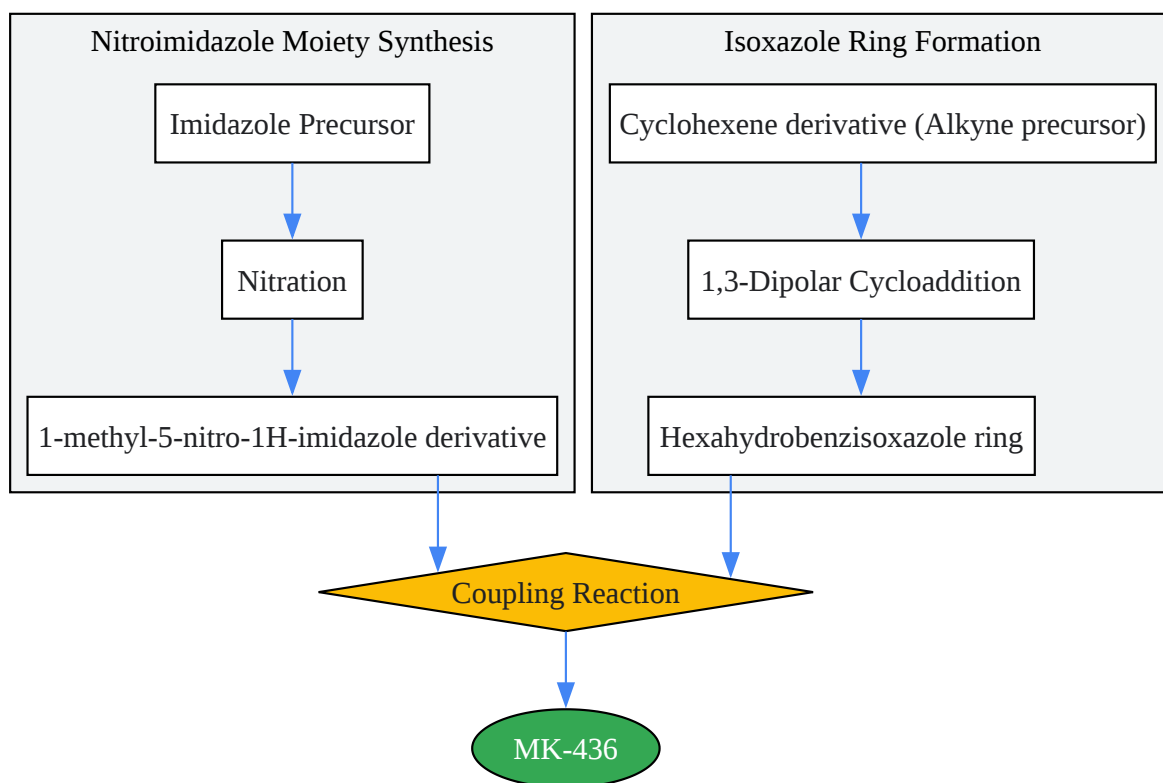 Nitroimidazole Moiety Synthesis
Imidazole Precursor
Nitration
1-methyl-5-nitro-1H-imidazole derivative
Isoxazole Ring Formation
Cyclohexene derivative (Alkyne precursor)
1,3-Dipolar Cycloaddition
Hexahydrobenzisoxazole ring
Coupling Reaction
MK-436